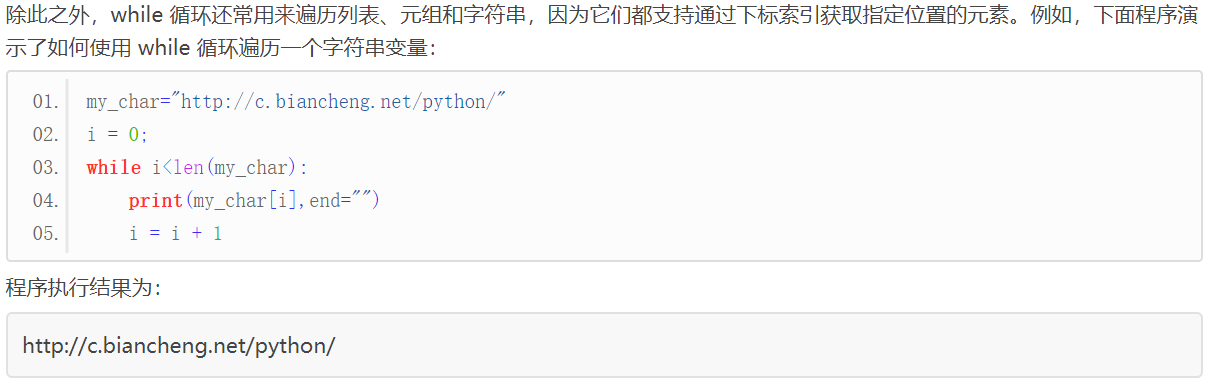 除此之外，while 循环还常用来遍历列表、元组和字符串，因为它们都支持通过下标索引获取指定位置的元素。例如，下面程序演
示了如何使用 while 循环遍历一个字符串变量：
01. my_char="http://c.biancheng.net/python/"
02. i = 0;
03. while i<len(my_char):
04.     print(my_char[i],end="")
05.     i = i + 1
程序执行结果为：
http://c.biancheng.net/python/